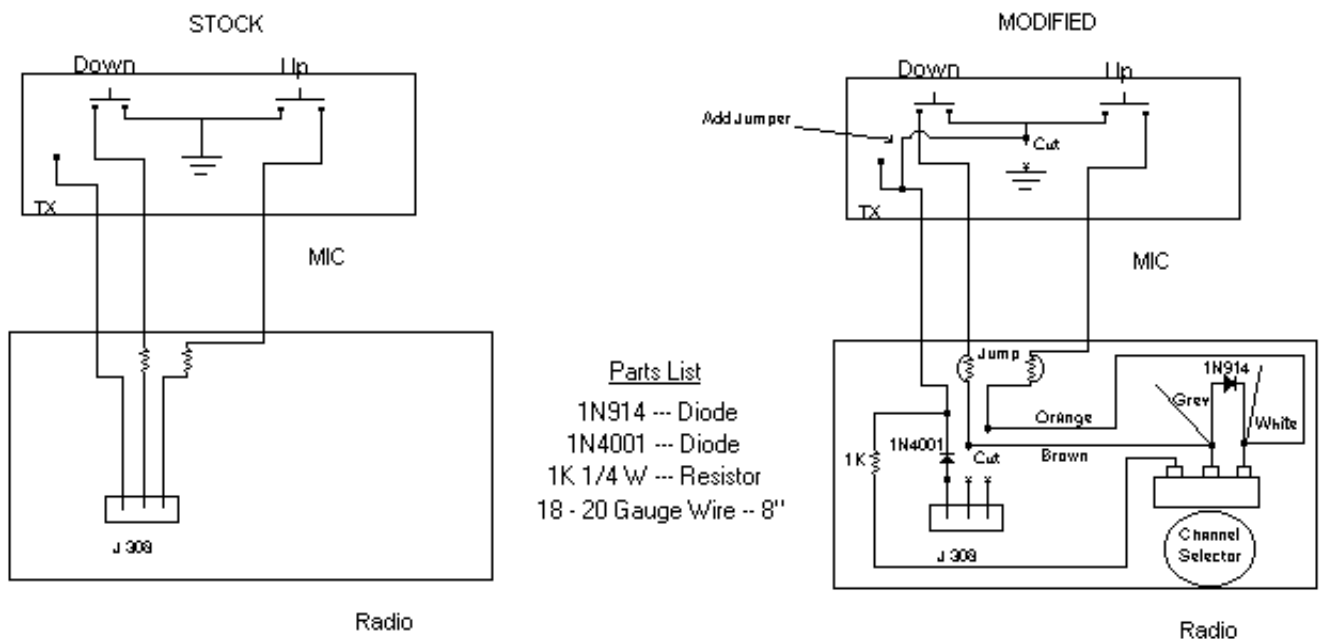 STOCK
Down
Up
TX
MIC
J 308
Radio
Parts List
1N914 --- Diode
1N4001 --- Diode
1K 1/4 W --- Resistor
18 - 20 Gauge Wire -- 8"
MODIFIED
Down
Up
Add Jumper
Cut
TX
MIC
Jump
1N914
Grey
White
Orange
1K
1N4001
Cut
Brown
J 308
Channel
Selector
Radio